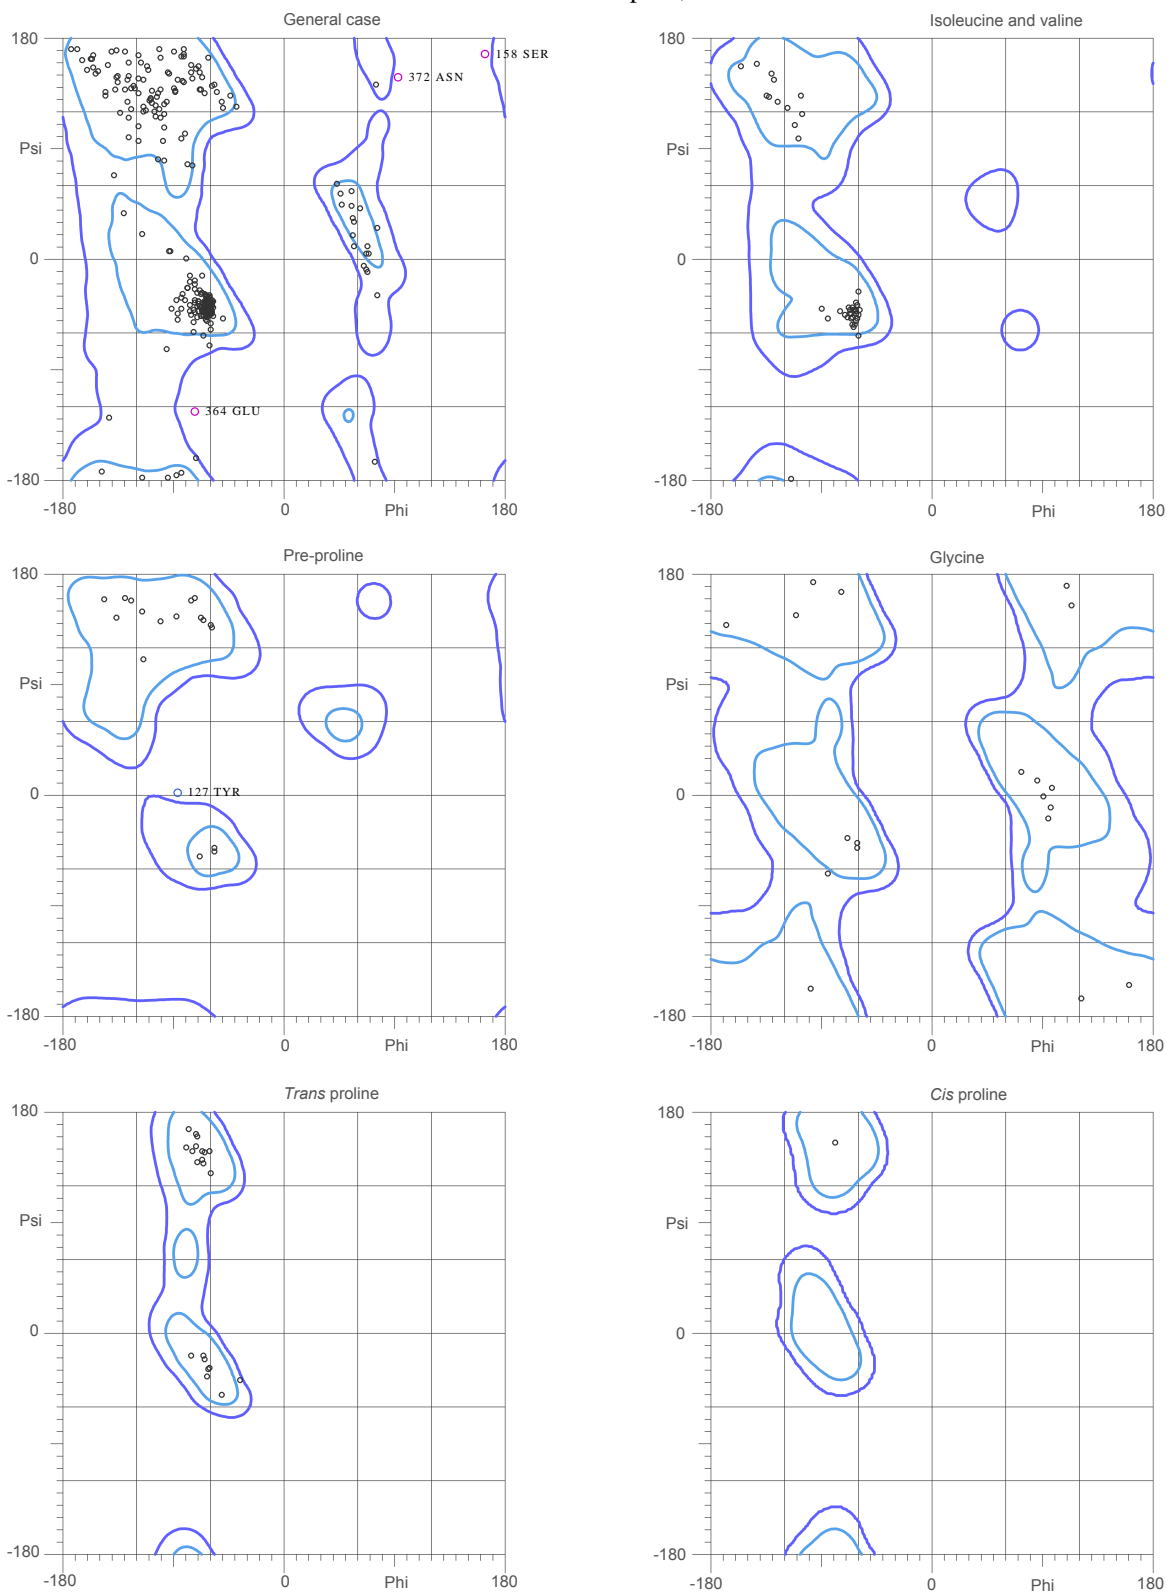 General case
Isoleucine and valine
180
158 SER
372 ASN
Psi
0
364 GLU
-180
-180
0
Phi
180
180
Psi
0
-180
-180
0
Phi
180
Pre-proline
Glycine
180
Psi
127 TYR
0
-180
-180
0
Phi
180
180
Psi
0
-180
-180
0
Phi
180
Trans proline
Cis proline
180
Psi
0
-180
-180
0
Phi
180
180
Psi
0
-180
-180
0
Phi
180